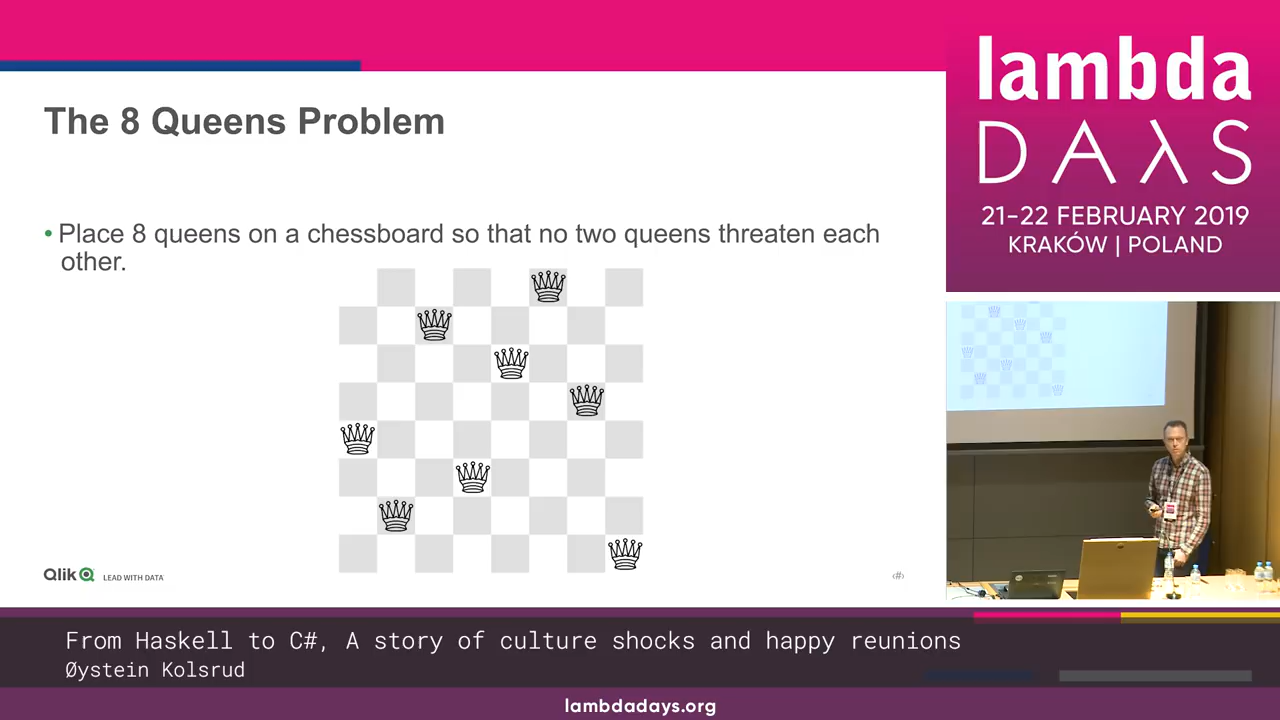 The 8 Queens Problem
• Place 8 queens on a chessboard so that no two queens threaten each
other.
Qlik LEAD WITH DATA
‹#›
lambda
DAλS
21–22 FEBRUARY 2019
KRAKÓW | POLAND
From Haskell to C#, A story of culture shocks and happy reunions
Øystein Kolsrud
lambdadays.org